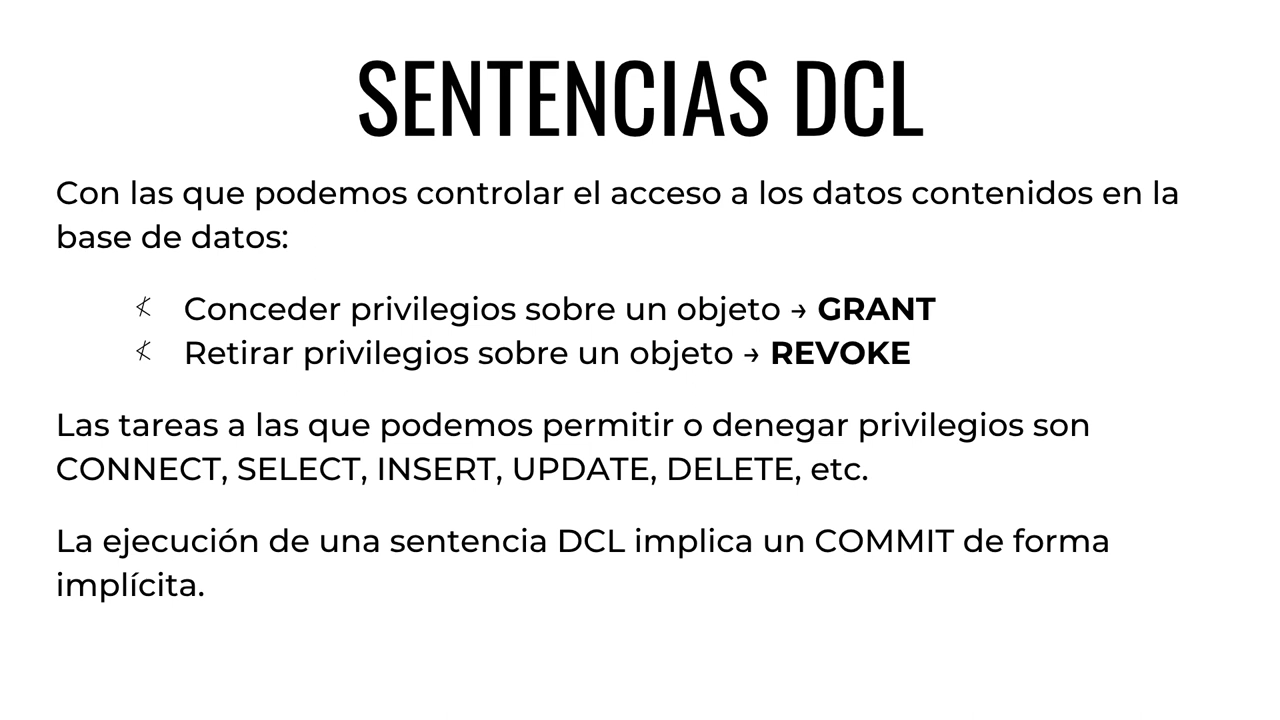 SENTENCIAS DCL
Con las que podemos controlar el acceso a los datos contenidos en la
base de datos:
Conceder privilegios sobre un objeto → GRANT
Retirar privilegios sobre un objeto → REVOKE
Las tareas a las que podemos permitir o denegar privilegios son
CONNECT, SELECT, INSERT, UPDATE, DELETE, etc.
La ejecución de una sentencia DCL implica un COMMIT de forma
implícita.